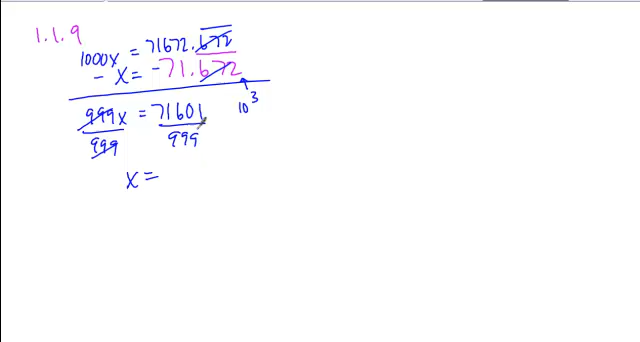 1.1.9
1000x = 71672.672
- x = -71.672
10³
999x = 71601
999 999
x =